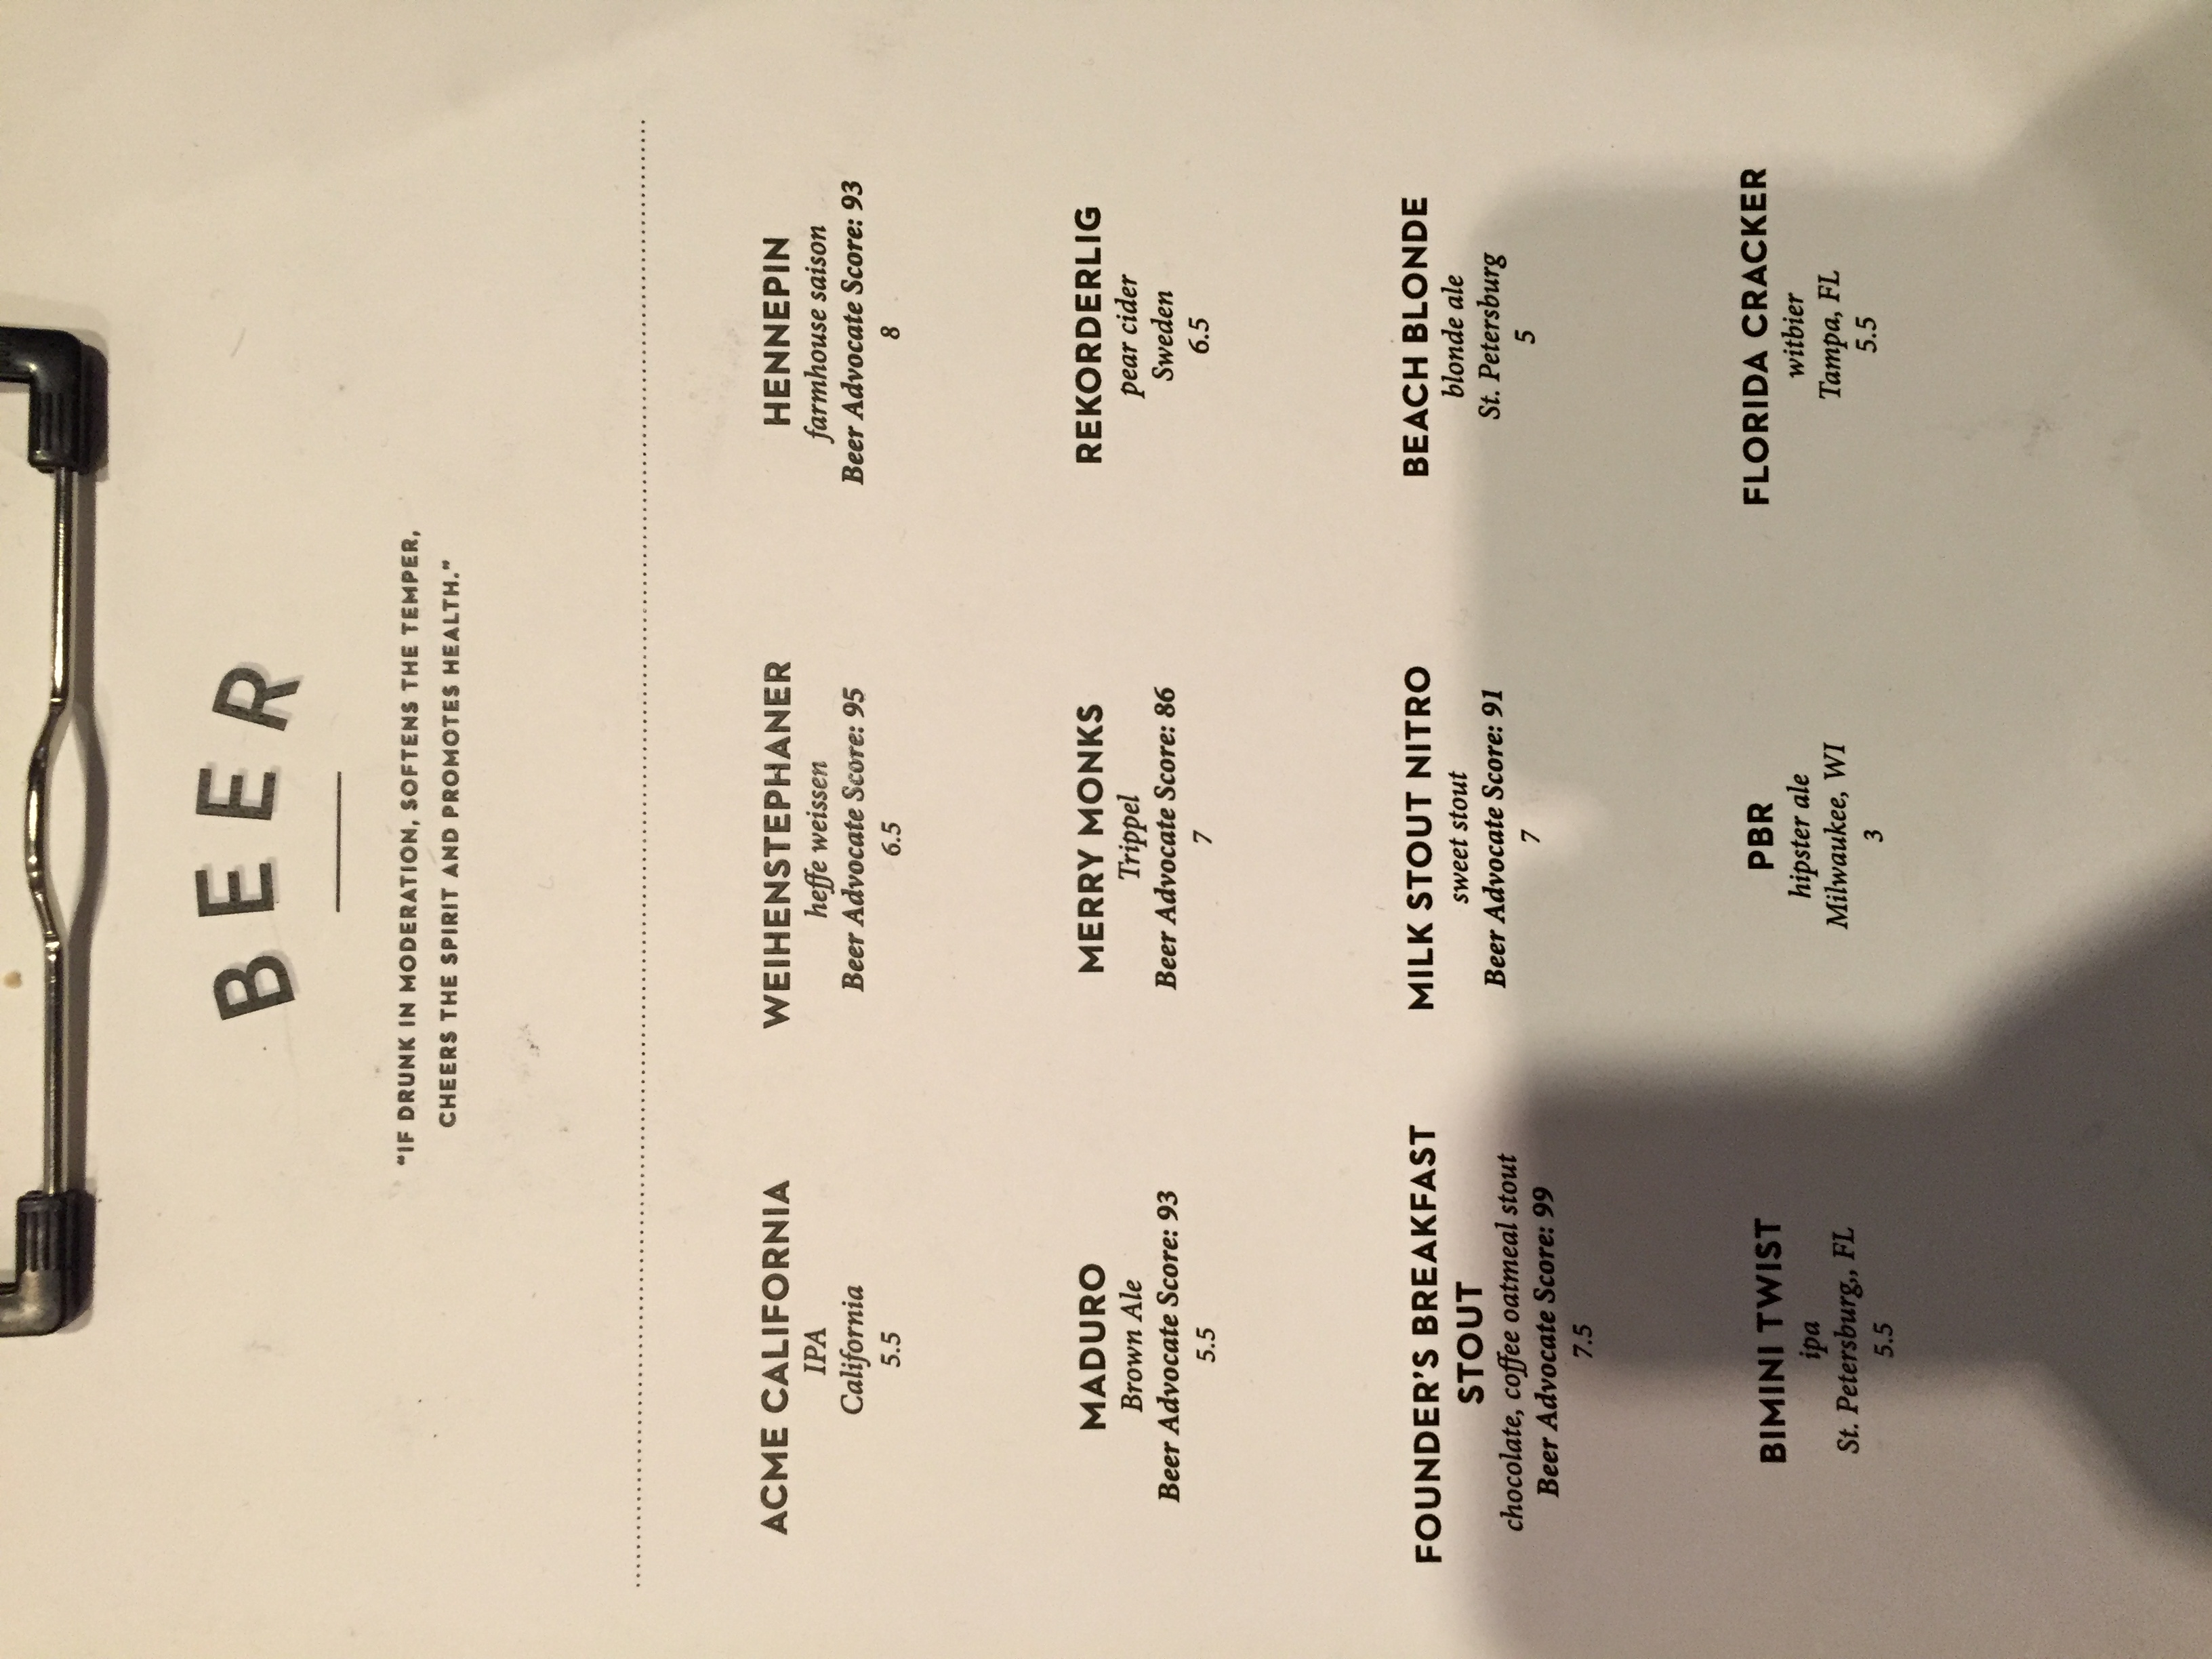 BEER
"IF DRUNK IN MODERATION, SOFTENS THE TEMPER,
CHEERS THE SPIRIT AND PROMOTES HEALTH."
ACME CALIFORNIA
IPA
California
5.5
WEIHENSTEPHANER
heffe weissen
Beer Advocate Score: 95
6.5
HENNEPIN
farmhouse saison
Beer Advocate Score: 93
8
MADURO
Brown Ale
Beer Advocate Score: 93
5.5
MERRY MONKS
Trippel
Beer Advocate Score: 86
7
REKORDERLIG
pear cider
Sweden
6.5
FOUNDER'S BREAKFAST
STOUT
chocolate, coffee oatmeal stout
Beer Advocate Score: 99
7.5
MILK STOUT NITRO
sweet stout
Beer Advocate Score: 91
7
BEACH BLONDE
blonde ale
St. Petersburg
5
BIMINI TWIST
ipa
St. Petersburg,, FL
5.5
PBR
hipster ale
Milwaukee, WI
3
FLORIDA CRACKER
witbier
Tampa, FL
5.5